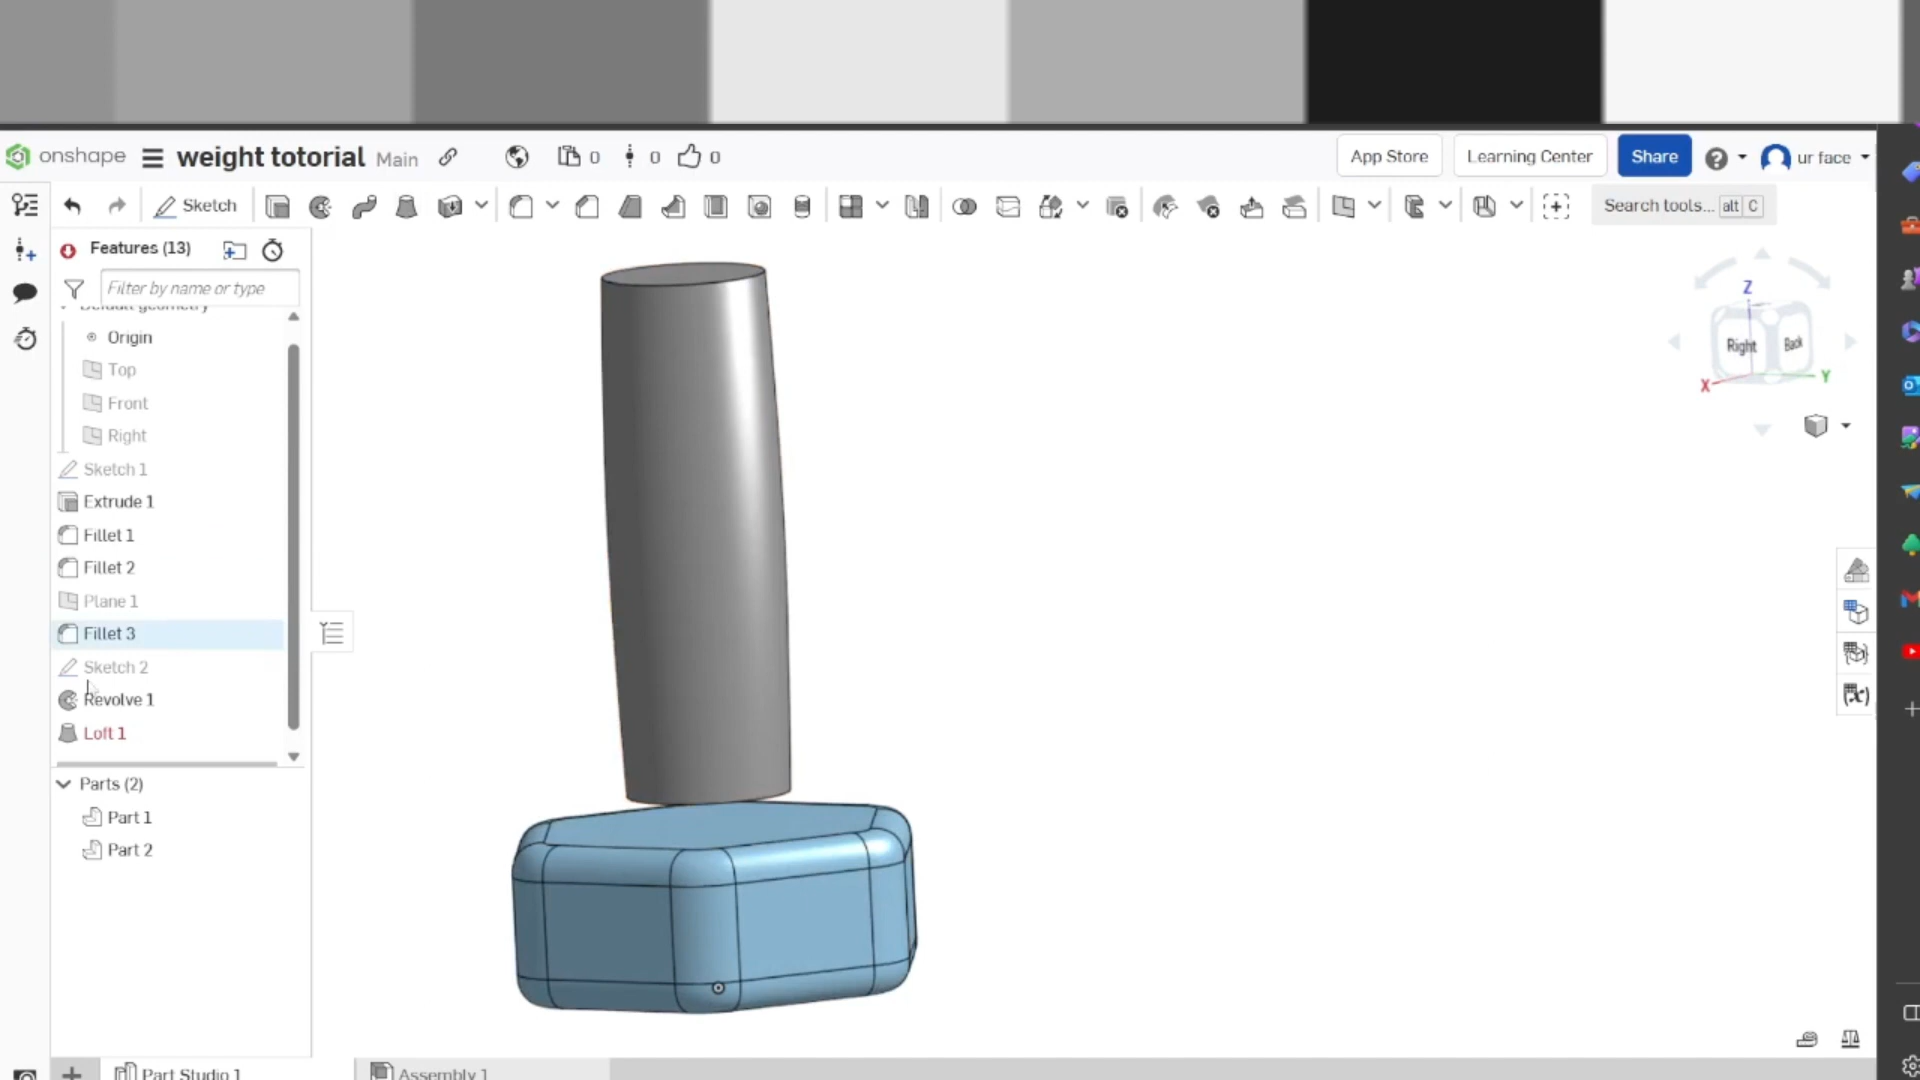 onshape weight totorial Main 0 0 0 App Store Learning Center Share ur face
Sketch Search tools... alt C
Features (13)
Filter by name or type
Default geometry
Origin
Top
Front
Right
Sketch 1
Extrude 1
Fillet 1
Fillet 2
Plane 1
Fillet 3
Sketch 2
Revolve 1
Loft 1
Parts (2)
Part 1
Part 2
Z
Right Back
X Y
Part Studio 1 Assembly 1